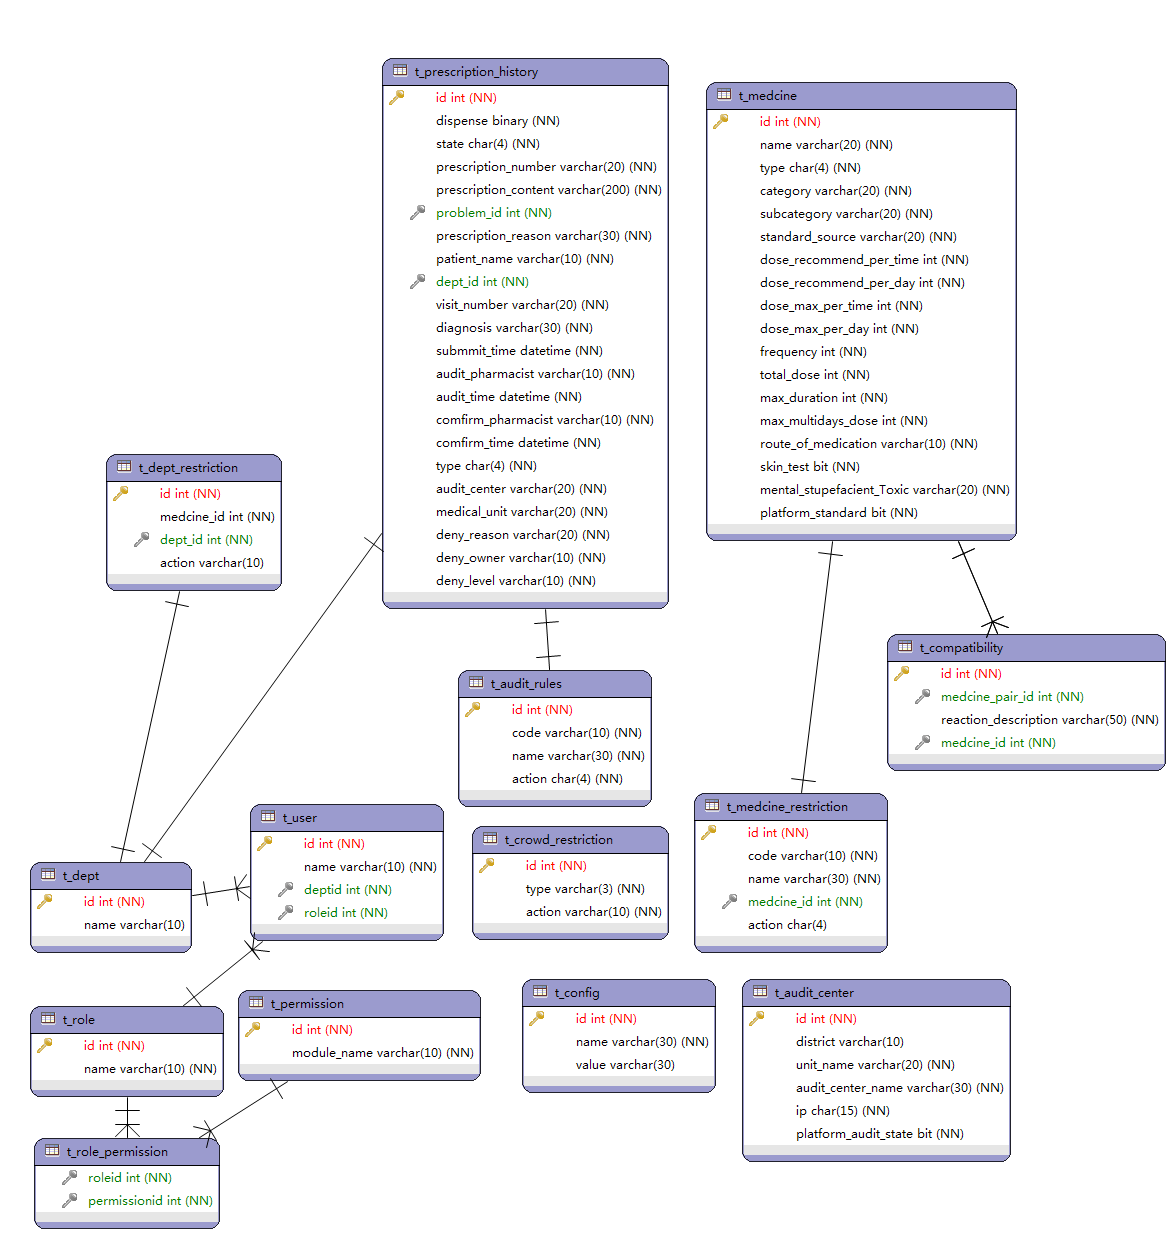 t_prescription_history
id int (NN)
dispense binary (NN)
state char(4) (NN)
prescription_number varchar(20) (NN)
prescription_content varchar(200) (NN)
problem_id int (NN)
prescription_reason varchar(30) (NN)
patient_name varchar(10) (NN)
dept_id int (NN)
visit_number varchar(20) (NN)
diagnosis varchar(30) (NN)
submmit_time datetime (NN)
audit_pharmacist varchar(10) (NN)
audit_time datetime (NN)
comfirm_pharmacist varchar(10) (NN)
comfirm_time datetime (NN)
type char(4) (NN)
audit_center varchar(20) (NN)
medical_unit varchar(20) (NN)
deny_reason varchar(20) (NN)
deny_owner varchar(10) (NN)
deny_level varchar(10) (NN)
t_medcine
id int (NN)
name varchar(20) (NN)
type char(4) (NN)
category varchar(20) (NN)
subcategory varchar(20) (NN)
standard_source varchar(20) (NN)
dose_recommend_per_time int (NN)
dose_recommend_per_day int (NN)
dose_max_per_time int (NN)
dose_max_per_day int (NN)
frequency int (NN)
total_dose int (NN)
max_duration int (NN)
max_multidays_dose int (NN)
route_of_medication varchar(10) (NN)
skin_test bit (NN)
mental_stupefacient_Toxic varchar(20) (NN)
platform_standard bit (NN)
t_dept_restriction
id int (NN)
medcine_id int (NN)
dept_id int (NN)
action varchar(10)
t_compatibility
id int (NN)
medcine_pair_id int (NN)
reaction_description varchar(50) (NN)
medcine_id int (NN)
t_audit_rules
id int (NN)
code varchar(10) (NN)
name varchar(30) (NN)
action char(4) (NN)
t_medcine_restriction
id int (NN)
code varchar(10) (NN)
name varchar(30) (NN)
medcine_id int (NN)
action char(4)
t_user
id int (NN)
name varchar(10) (NN)
deptid int (NN)
roleid int (NN)
t_crowd_restriction
id int (NN)
type varchar(3) (NN)
action varchar(10) (NN)
t_dept
id int (NN)
name varchar(10)
t_role
id int (NN)
name varchar(10) (NN)
t_permission
id int (NN)
module_name varchar(10) (NN)
t_config
id int (NN)
name varchar(30) (NN)
value varchar(30)
t_audit_center
id int (NN)
district varchar(10)
unit_name varchar(20) (NN)
audit_center_name varchar(30) (NN)
ip char(15) (NN)
platform_audit_state bit (NN)
t_role_permission
roleid int (NN)
permissionid int (NN)